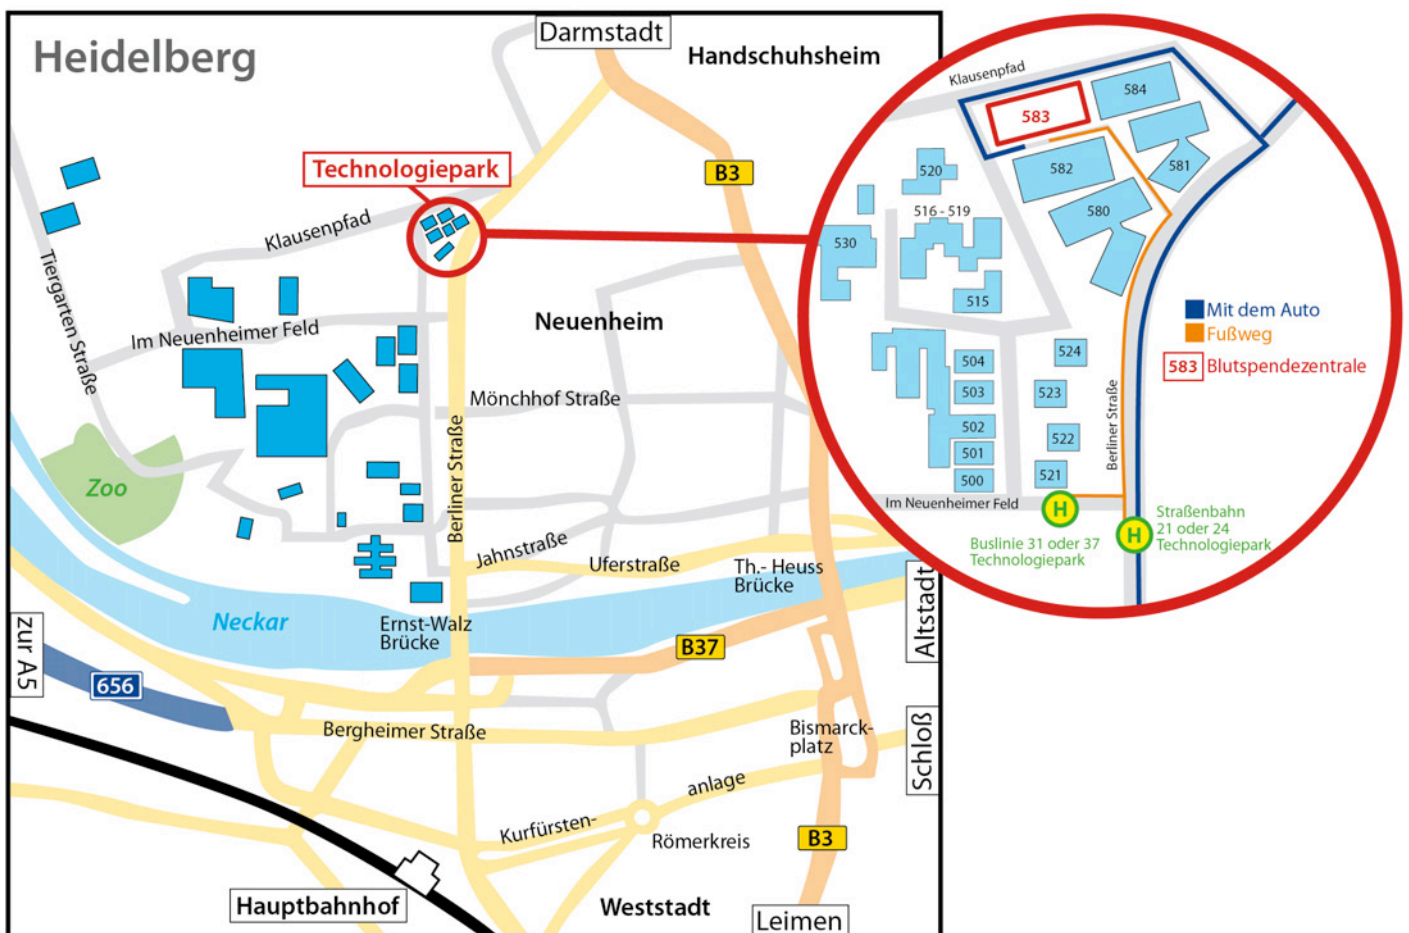 Heidelberg
Darmstadt
Handschuhsheim
B3
Technologiepark
Klausenpfad
Tiergarten Straße
Im Neuenheimer Feld
Neuenheim
Mönchhof Straße
Berliner Straße
Zoo
Jahnstraße
Uferstraße
Th.- Heuss
Brücke
Neckar
Ernst-Walz
Brücke
B37
Altstadt
zur A5
656
Bergheimer Straße
Bismarck-
platz
Schloß
Kurfürsten-
anlage
Römerkreis
B3
Hauptbahnhof
Weststadt
Leimen
Klausenpfad
583
584
582
581
580
520
516 - 519
530
515
504
503
502
501
500
524
523
522
521
Berliner Straße
Im Neuenheimer Feld
H
Buslinie 31 oder 37
Technologiepark
H
Straßenbahn
21 oder 24
Technologiepark
Mit dem Auto
Fußweg
583 Blutspendezentrale